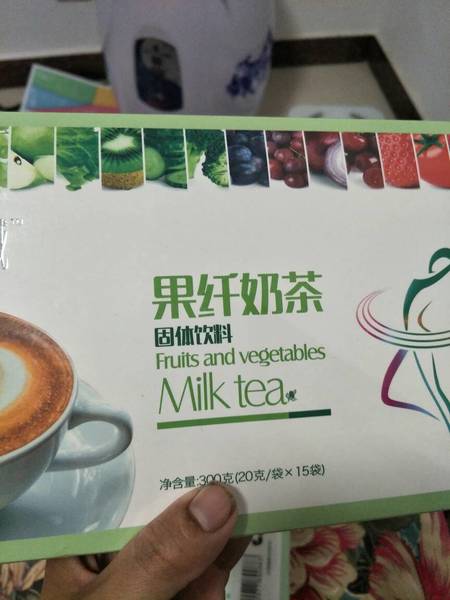 果纤奶茶
固体饮料
Fruits and vegetables
Milk tea
净含量:300克(20克/袋×15袋)